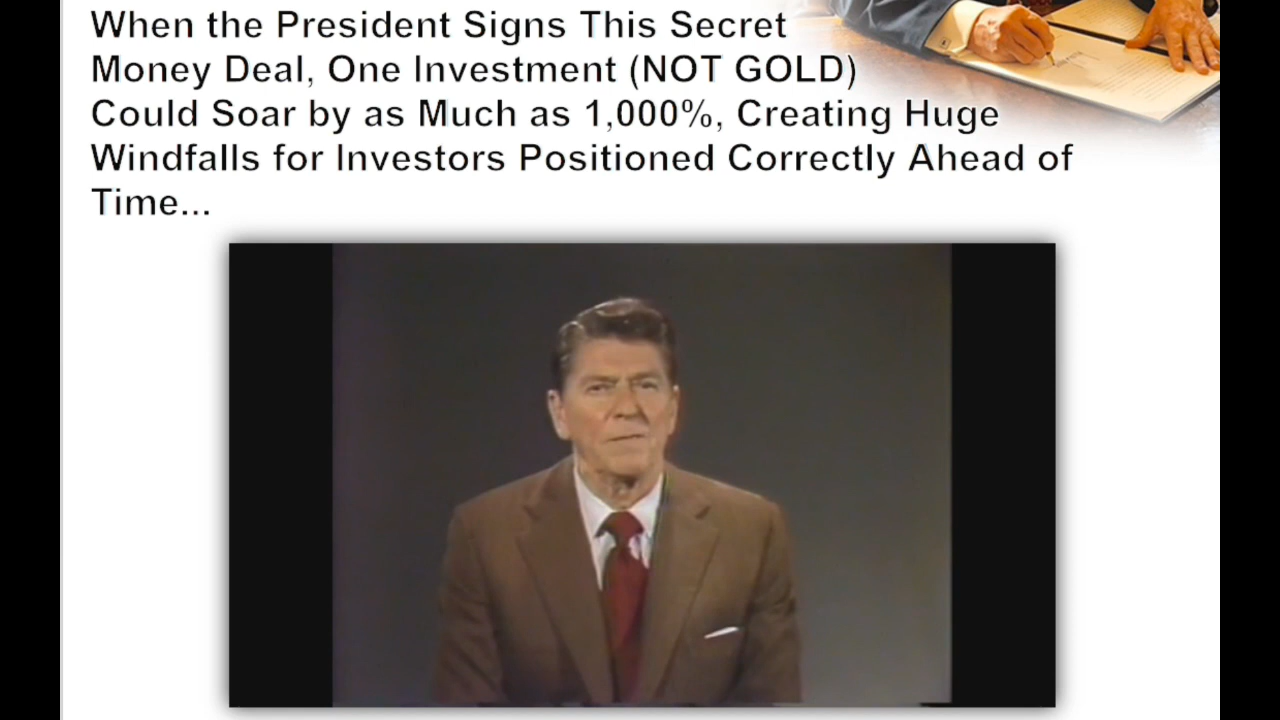 When the President Signs This Secret
Money Deal, One Investment (NOT GOLD)
Could Soar by as Much as 1,000%, Creating Huge
Windfalls for Investors Positioned Correctly Ahead of
Time...